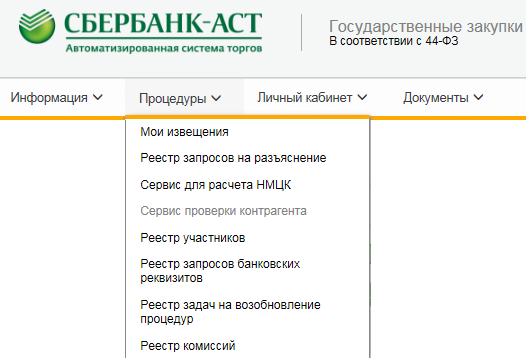 СБЕРБАНК-АСТ
Автоматизированная система торгов
Государственные закупки
В соответствии с 44-ФЗ
Информация Процедуры Личный кабинет Документы
Мои извещения
Реестр запросов на разъяснение
Сервис для расчета НМЦК
Сервис проверки контрагента
Реестр участников
Реестр запросов банковских
реквизитов
Реестр задач на возобновление
процедур
Реестр комиссий